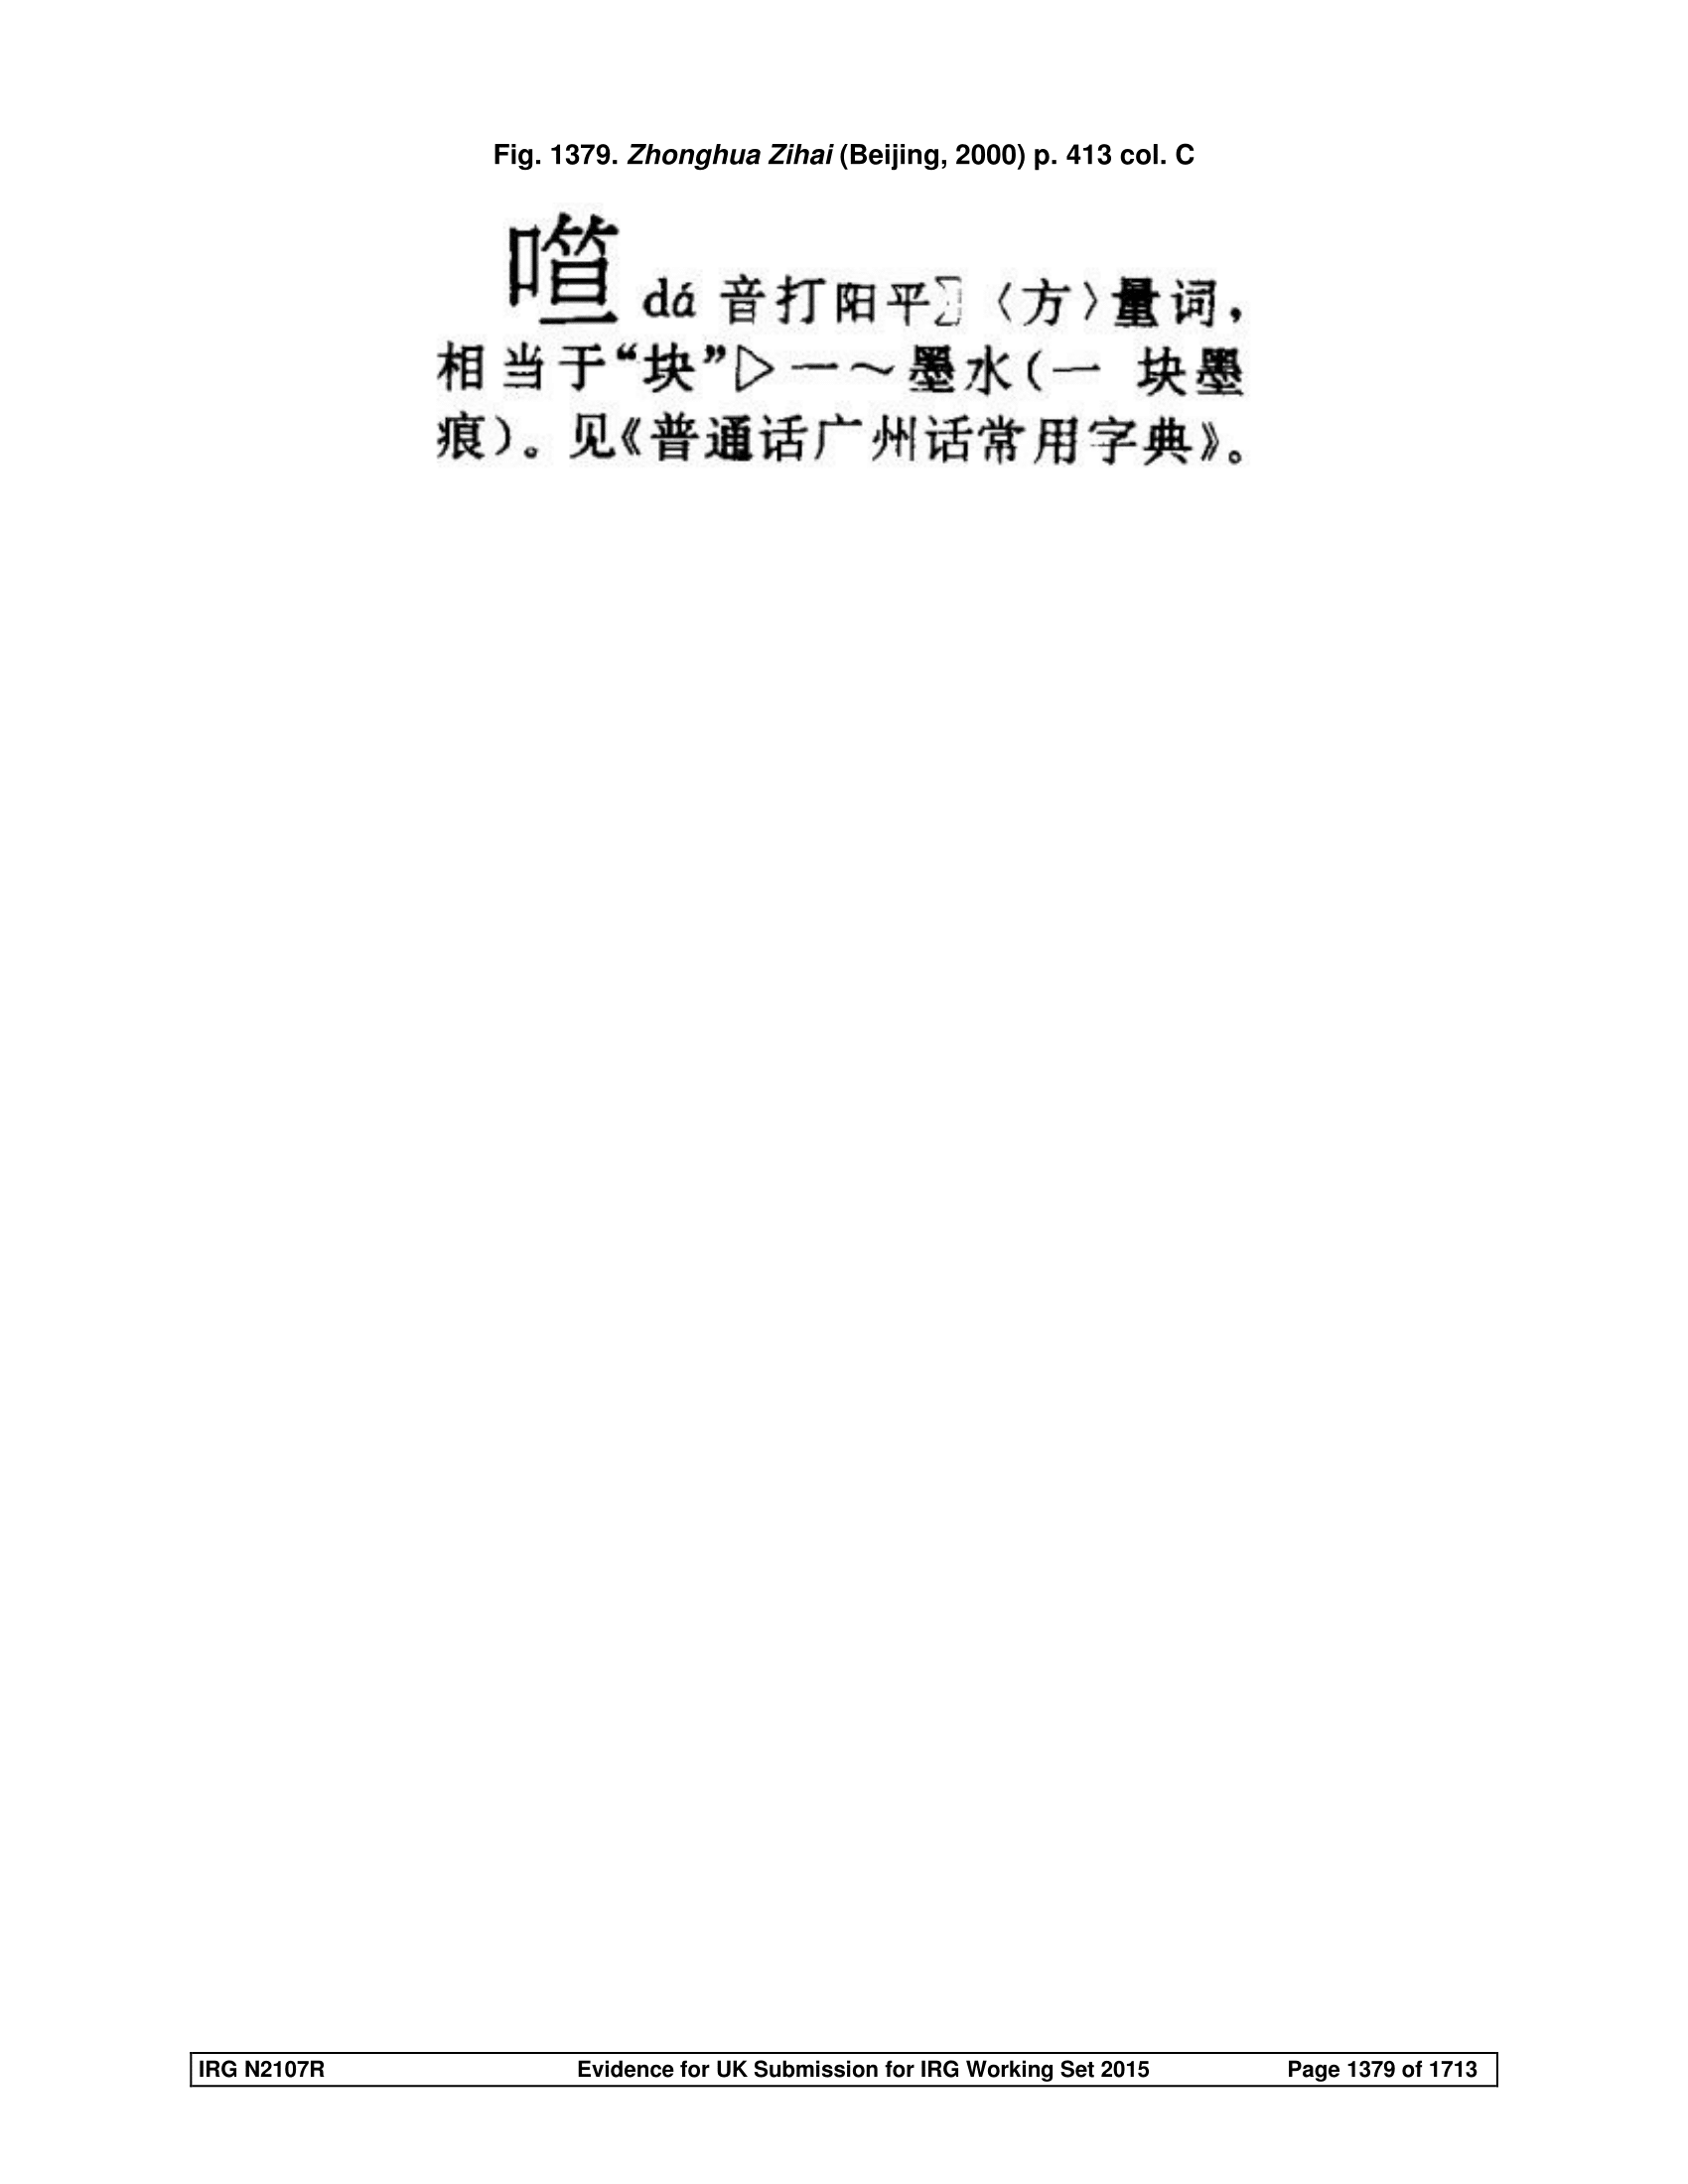 Fig. 1379. Zhonghua Zihai (Beijing, 2000) p. 413 col. C
⿰口笪 dá 音打阳平〗〈方〉量词，
相当于“块”▷一～墨水(一 块墨
痕)。见《普通话广州话常用字典》。
IRG N2107R Evidence for UK Submission for IRG Working Set 2015 Page 1379 of 1713